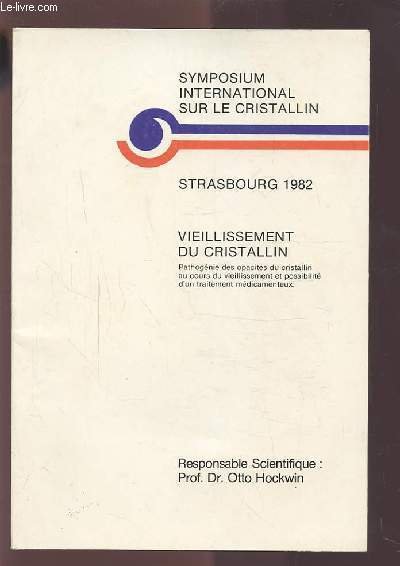 Le-livre.com
SYMPOSIUM
INTERNATIONAL
SUR LE CRISTALLIN
STRASBOURG 1982
VIEILLISSEMENT
DU CRISTALLIN
Pathogénie des opacités du cristallin
au cours du vieillissement et possibilité
d'un traitement médicamenteux.
Responsable Scientifique :
Prof. Dr. Otto Hockwin